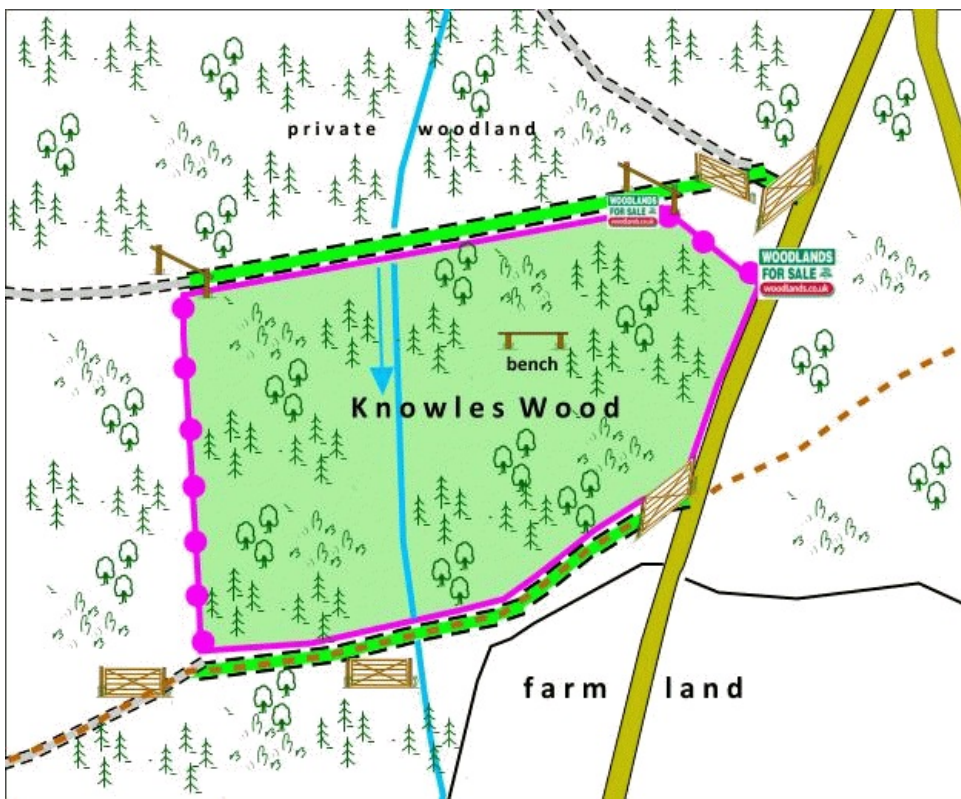 private woodland
WOODLANDS
FOR SALE
woodlands.co.uk
WOODLANDS
FOR SALE
woodlands.co.uk
bench
Knowles Wood
farm land